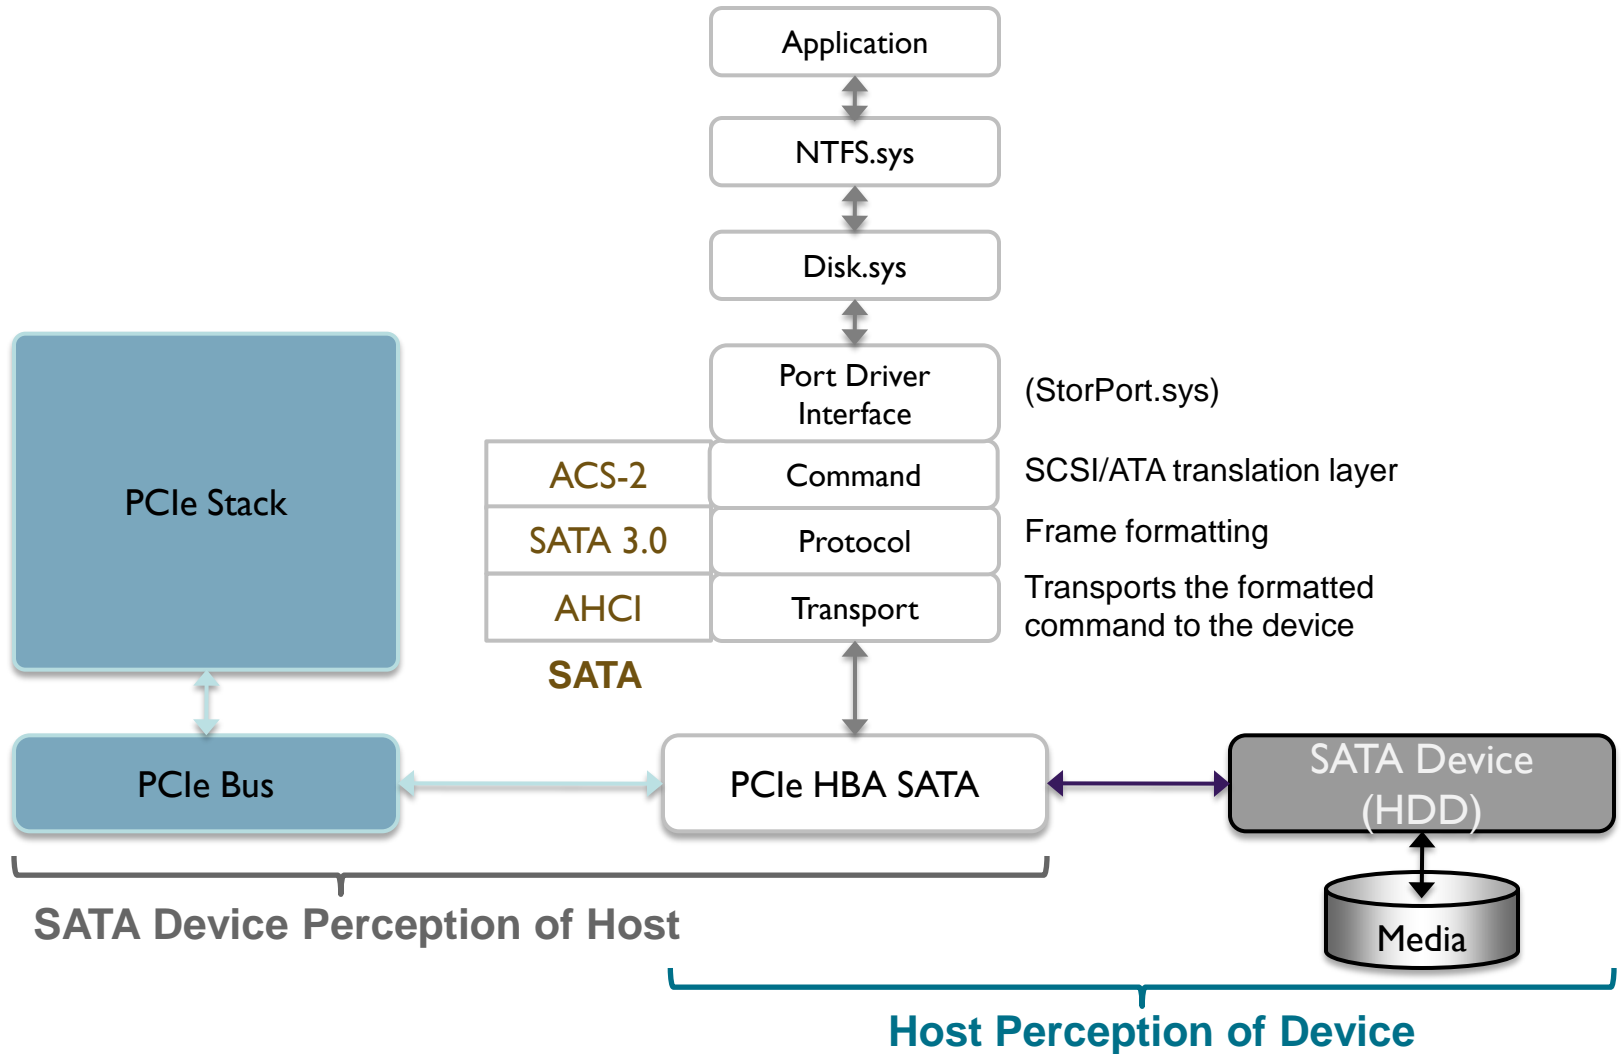 Application
NTFS.sys
Disk.sys
Port Driver
Interface
(StorPort.sys)
PCIe Stack
ACS-2
Command
SCSI/ATA translation layer
SATA 3.0
Protocol
Frame formatting
AHCI
Transport
Transports the formatted
command to the device
SATA
PCIe Bus
PCIe HBA SATA
SATA Device
(HDD)
Media
SATA Device Perception of Host
Host Perception of Device